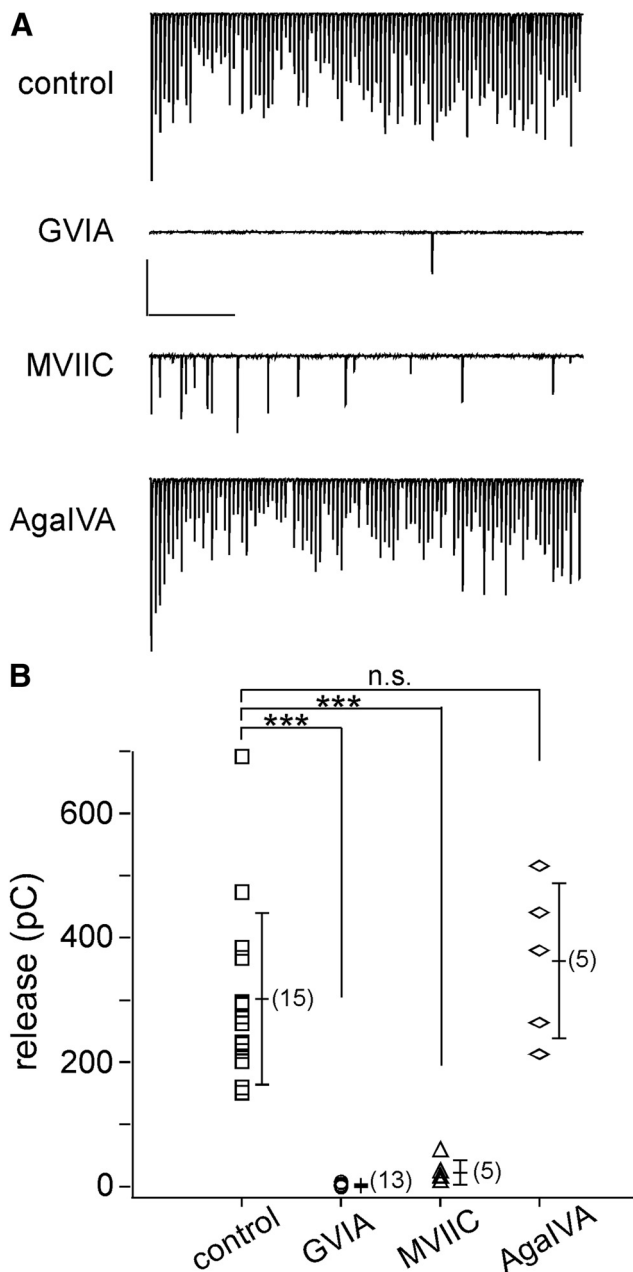 A
control
GVIA
MVIIC
AgaIVA
B
n.s.
***
***
600
400
200
0
release (pC)
(15)
(13)
(5)
(5)
control
GVIA
MVIIC
AgaIVA